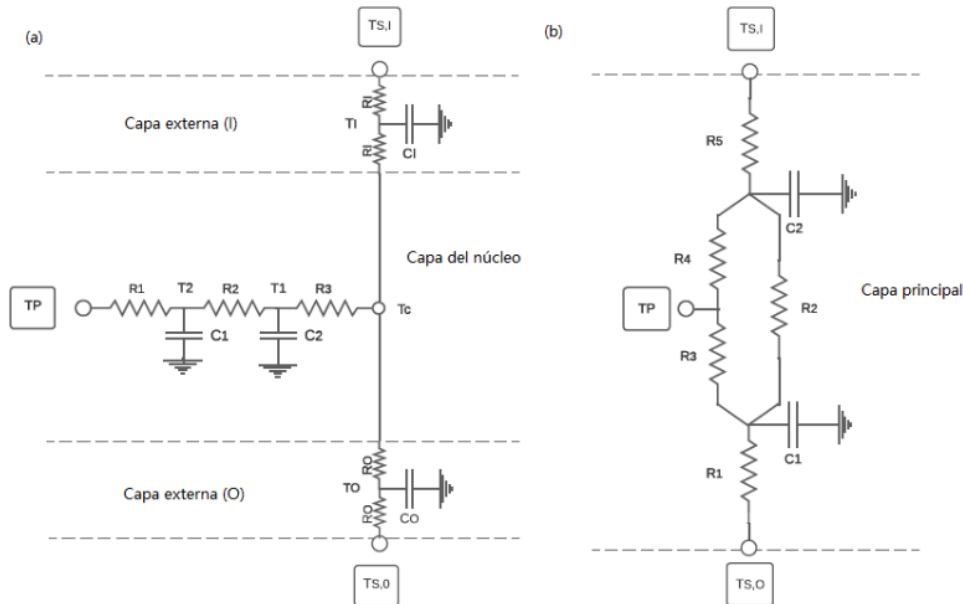 (a)
TS,I
RI
TI
CI
RI
Capa externa (I)
Capa del núcleo
TP
R1
T2
R2
T1
R3
Tc
C1
C2
RO
TO
CO
RO
Capa externa (O)
TS,0
(b)
TS,I
R5
C2
R4
TP
R2
R3
Capa principal
C1
R1
TS,O